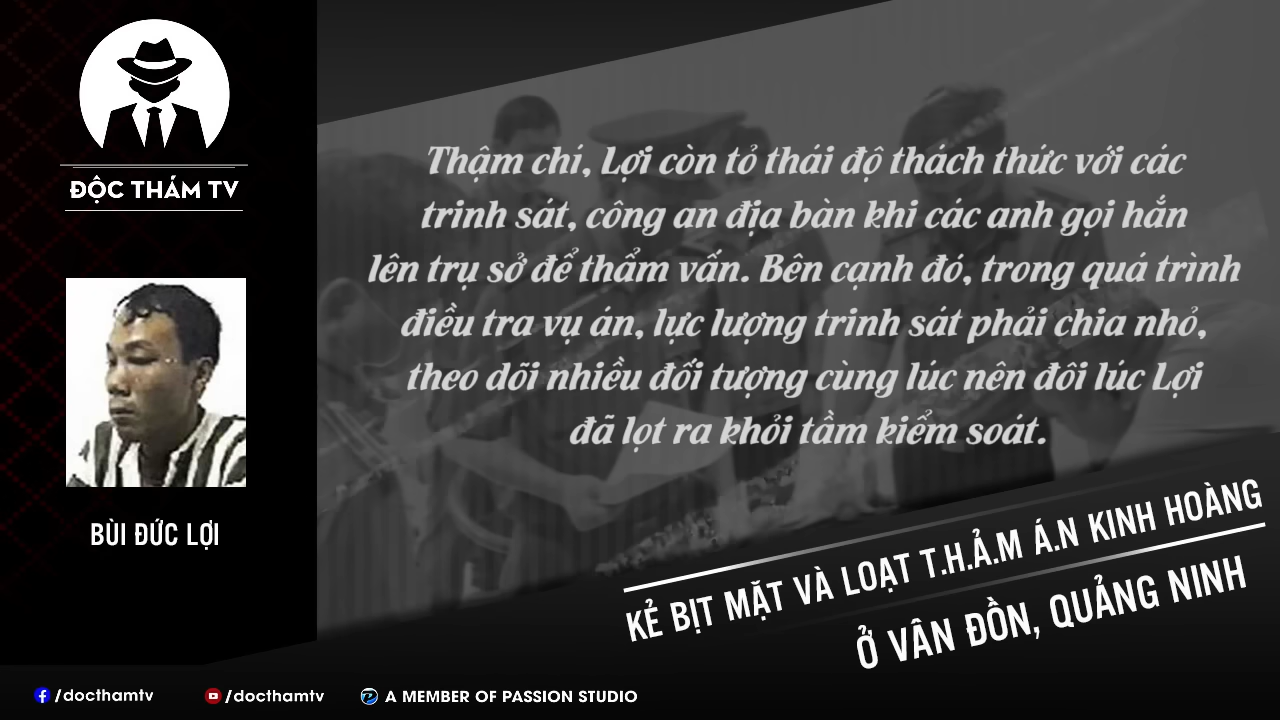 ĐỘC THÁM TV
BÙI ĐỨC LỢI
Thậm chí, Lợi còn tỏ thái độ thách thức với các
trinh sát, công an địa bàn khi các anh gọi hắn
lên trụ sở để thẩm vấn. Bên cạnh đó, trong quá trình
điều tra vụ án, lực lượng trinh sát phải chia nhỏ,
theo dõi nhiều đối tượng cùng lúc nên đôi lúc Lợi
đã lọt ra khỏi tầm kiểm soát.
KẺ BỊT MẶT VÀ LOẠT T.H.Ả.M Á.N KINH HOÀNG
Ở VÂN ĐỒN, QUẢNG NINH
/docthamtv
/docthamtv
A MEMBER OF PASSION STUDIO